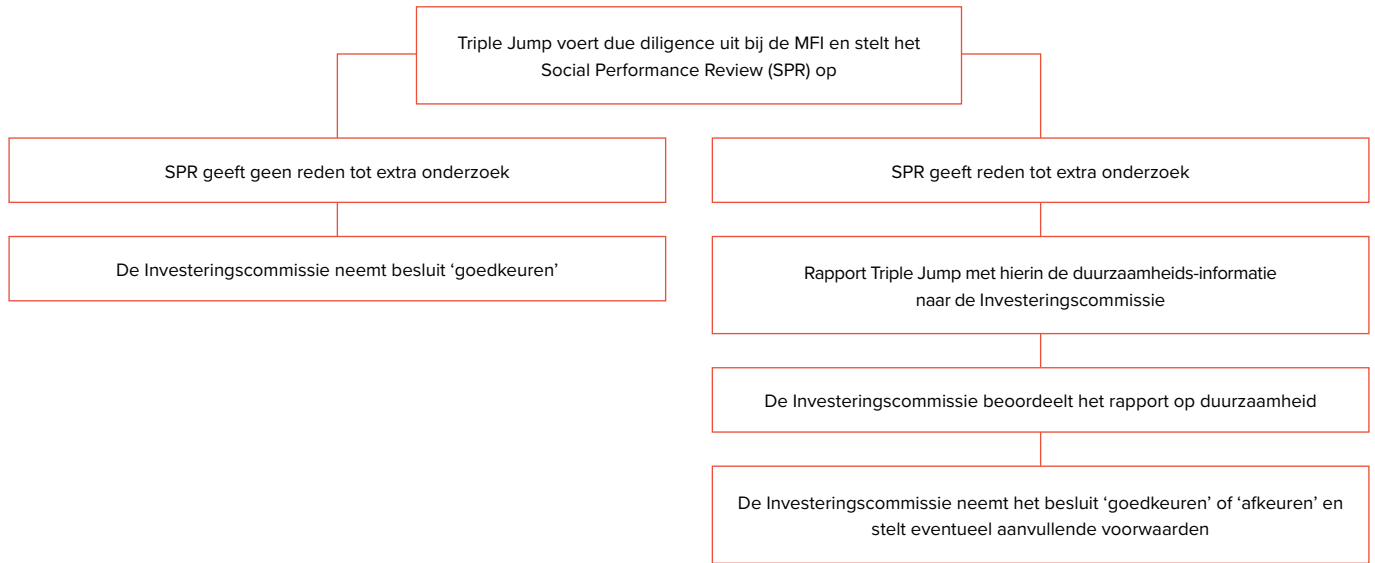 Triple Jump voert due diligence uit bij de MFI en stelt het
Social Performance Review (SPR) op
SPR geeft geen reden tot extra onderzoek
De Investeringscommissie neemt besluit ‘goedkeuren’
SPR geeft reden tot extra onderzoek
Rapport Triple Jump met hierin de duurzaamheids-informatie
naar de Investeringscommissie
De Investeringscommissie beoordeelt het rapport op duurzaamheid
De Investeringscommissie neemt het besluit ‘goedkeuren’ of ‘afkeuren’ en
stelt eventueel aanvullende voorwaarden